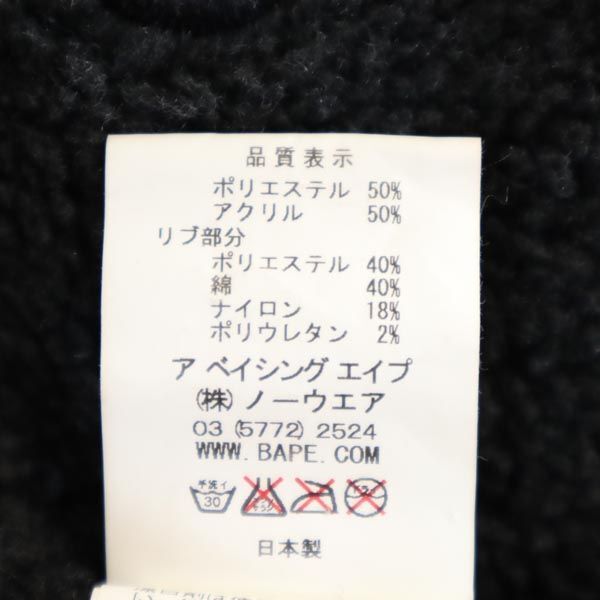 品質表示
ポリエステル 50%
アクリル 50%
リブ部分
ポリエステル 40%
綿 40%
ナイロン 18%
ポリウレタン 2%
ア ベイシング エイプ
(株) ノーウエア
03 (5772) 2524
WWW.BAPE.COM
手洗イ 30
日本製